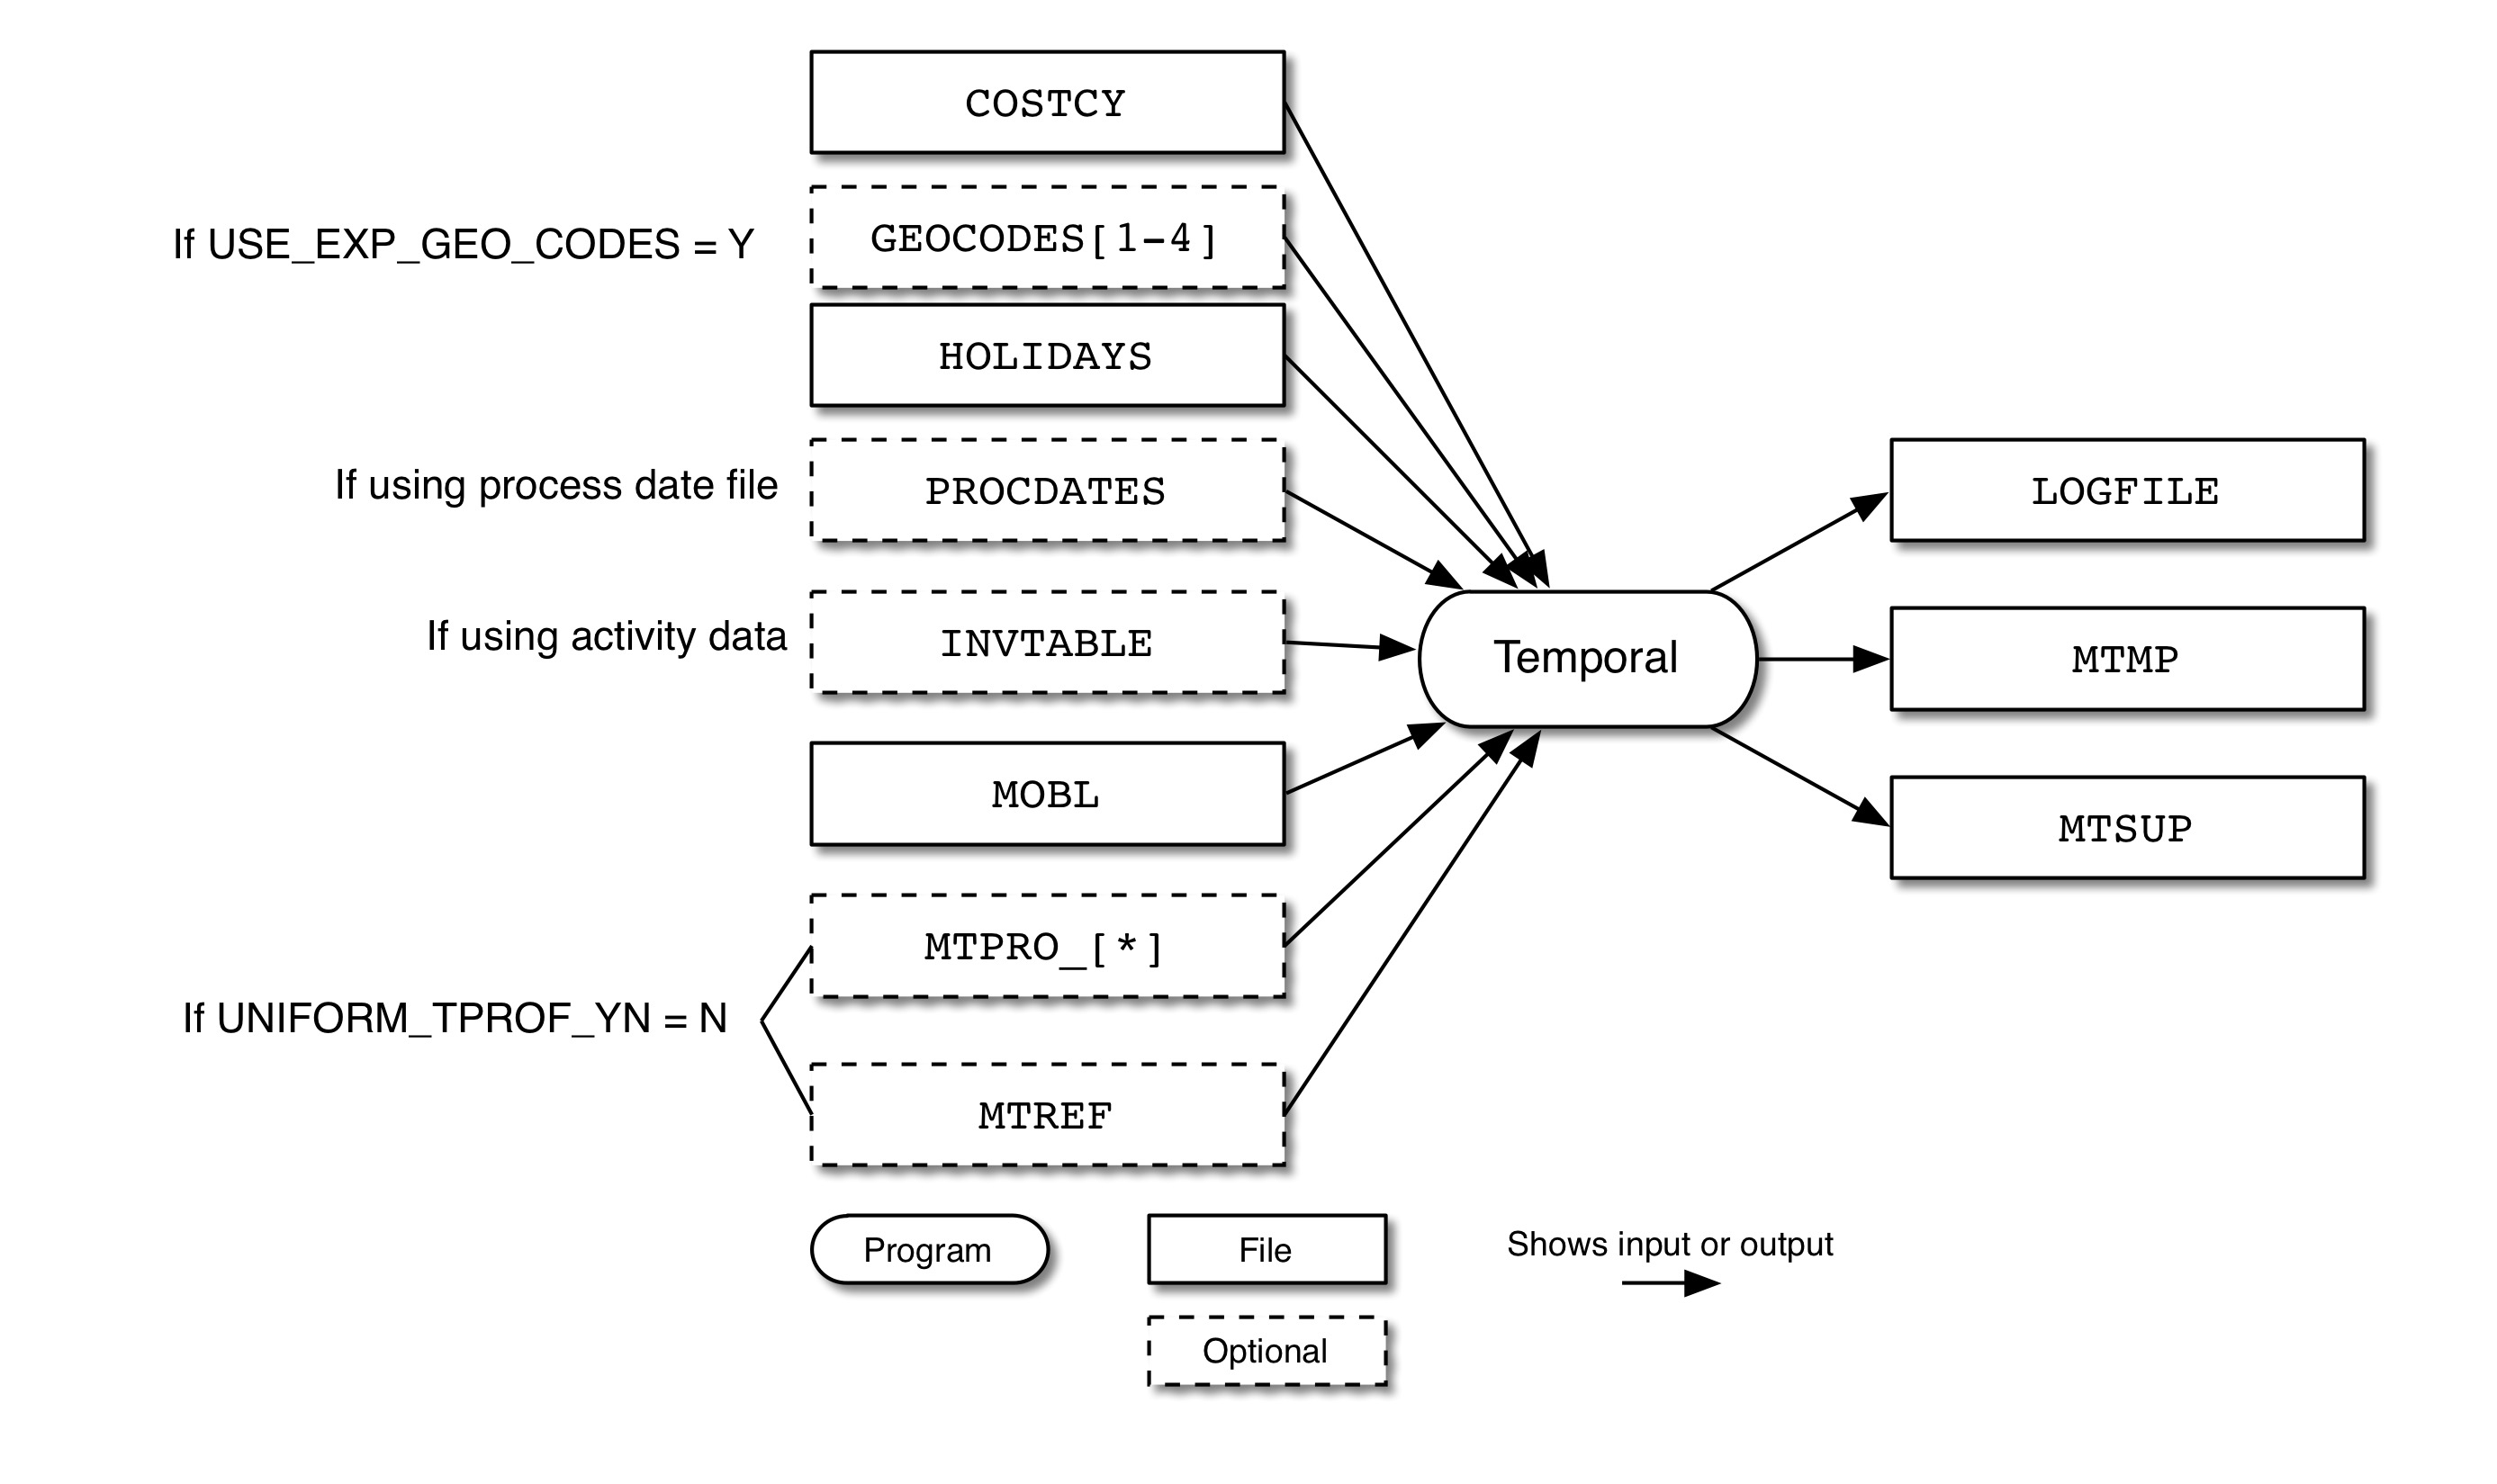 COSTCY
If USE_EXP_GEO_CODES = Y
GEOCODES[1-4]
HOLIDAYS
If using process date file
PROCDATES
LOGFILE
If using activity data
INVTABLE
Temporal
MTMP
MOBL
MTSUP
MTPRO_[*]
If UNIFORM_TPROF_YN = N
MTREF
Program
File
Shows input or output
Optional